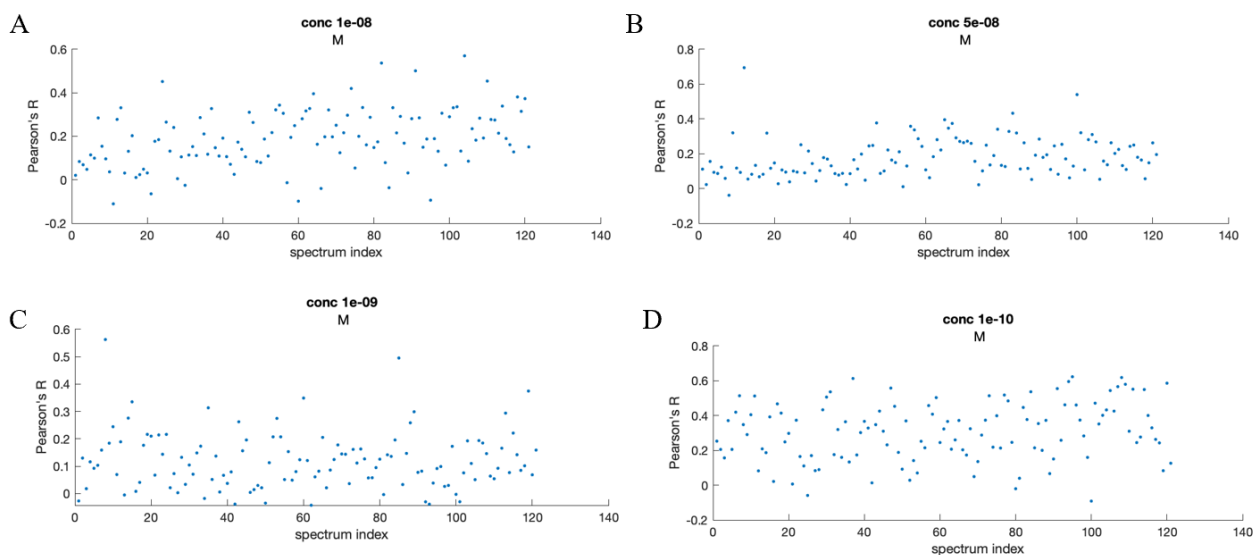 A
conc 1e-08
M
Pearson's R
0.6
0.4
0.2
0
-0.2
0 20 40 60 80 100 120 140
spectrum index
B
conc 5e-08
M
Pearson's R
0.8
0.6
0.4
0.2
0
-0.2
0 20 40 60 80 100 120 140
spectrum index
C
conc 1e-09
M
Pearson's R
0.6
0.5
0.4
0.3
0.2
0.1
0
0 20 40 60 80 100 120 140
spectrum index
D
conc 1e-10
M
Pearson's R
0.8
0.6
0.4
0.2
0
-0.2
0 20 40 60 80 100 120 140
spectrum index